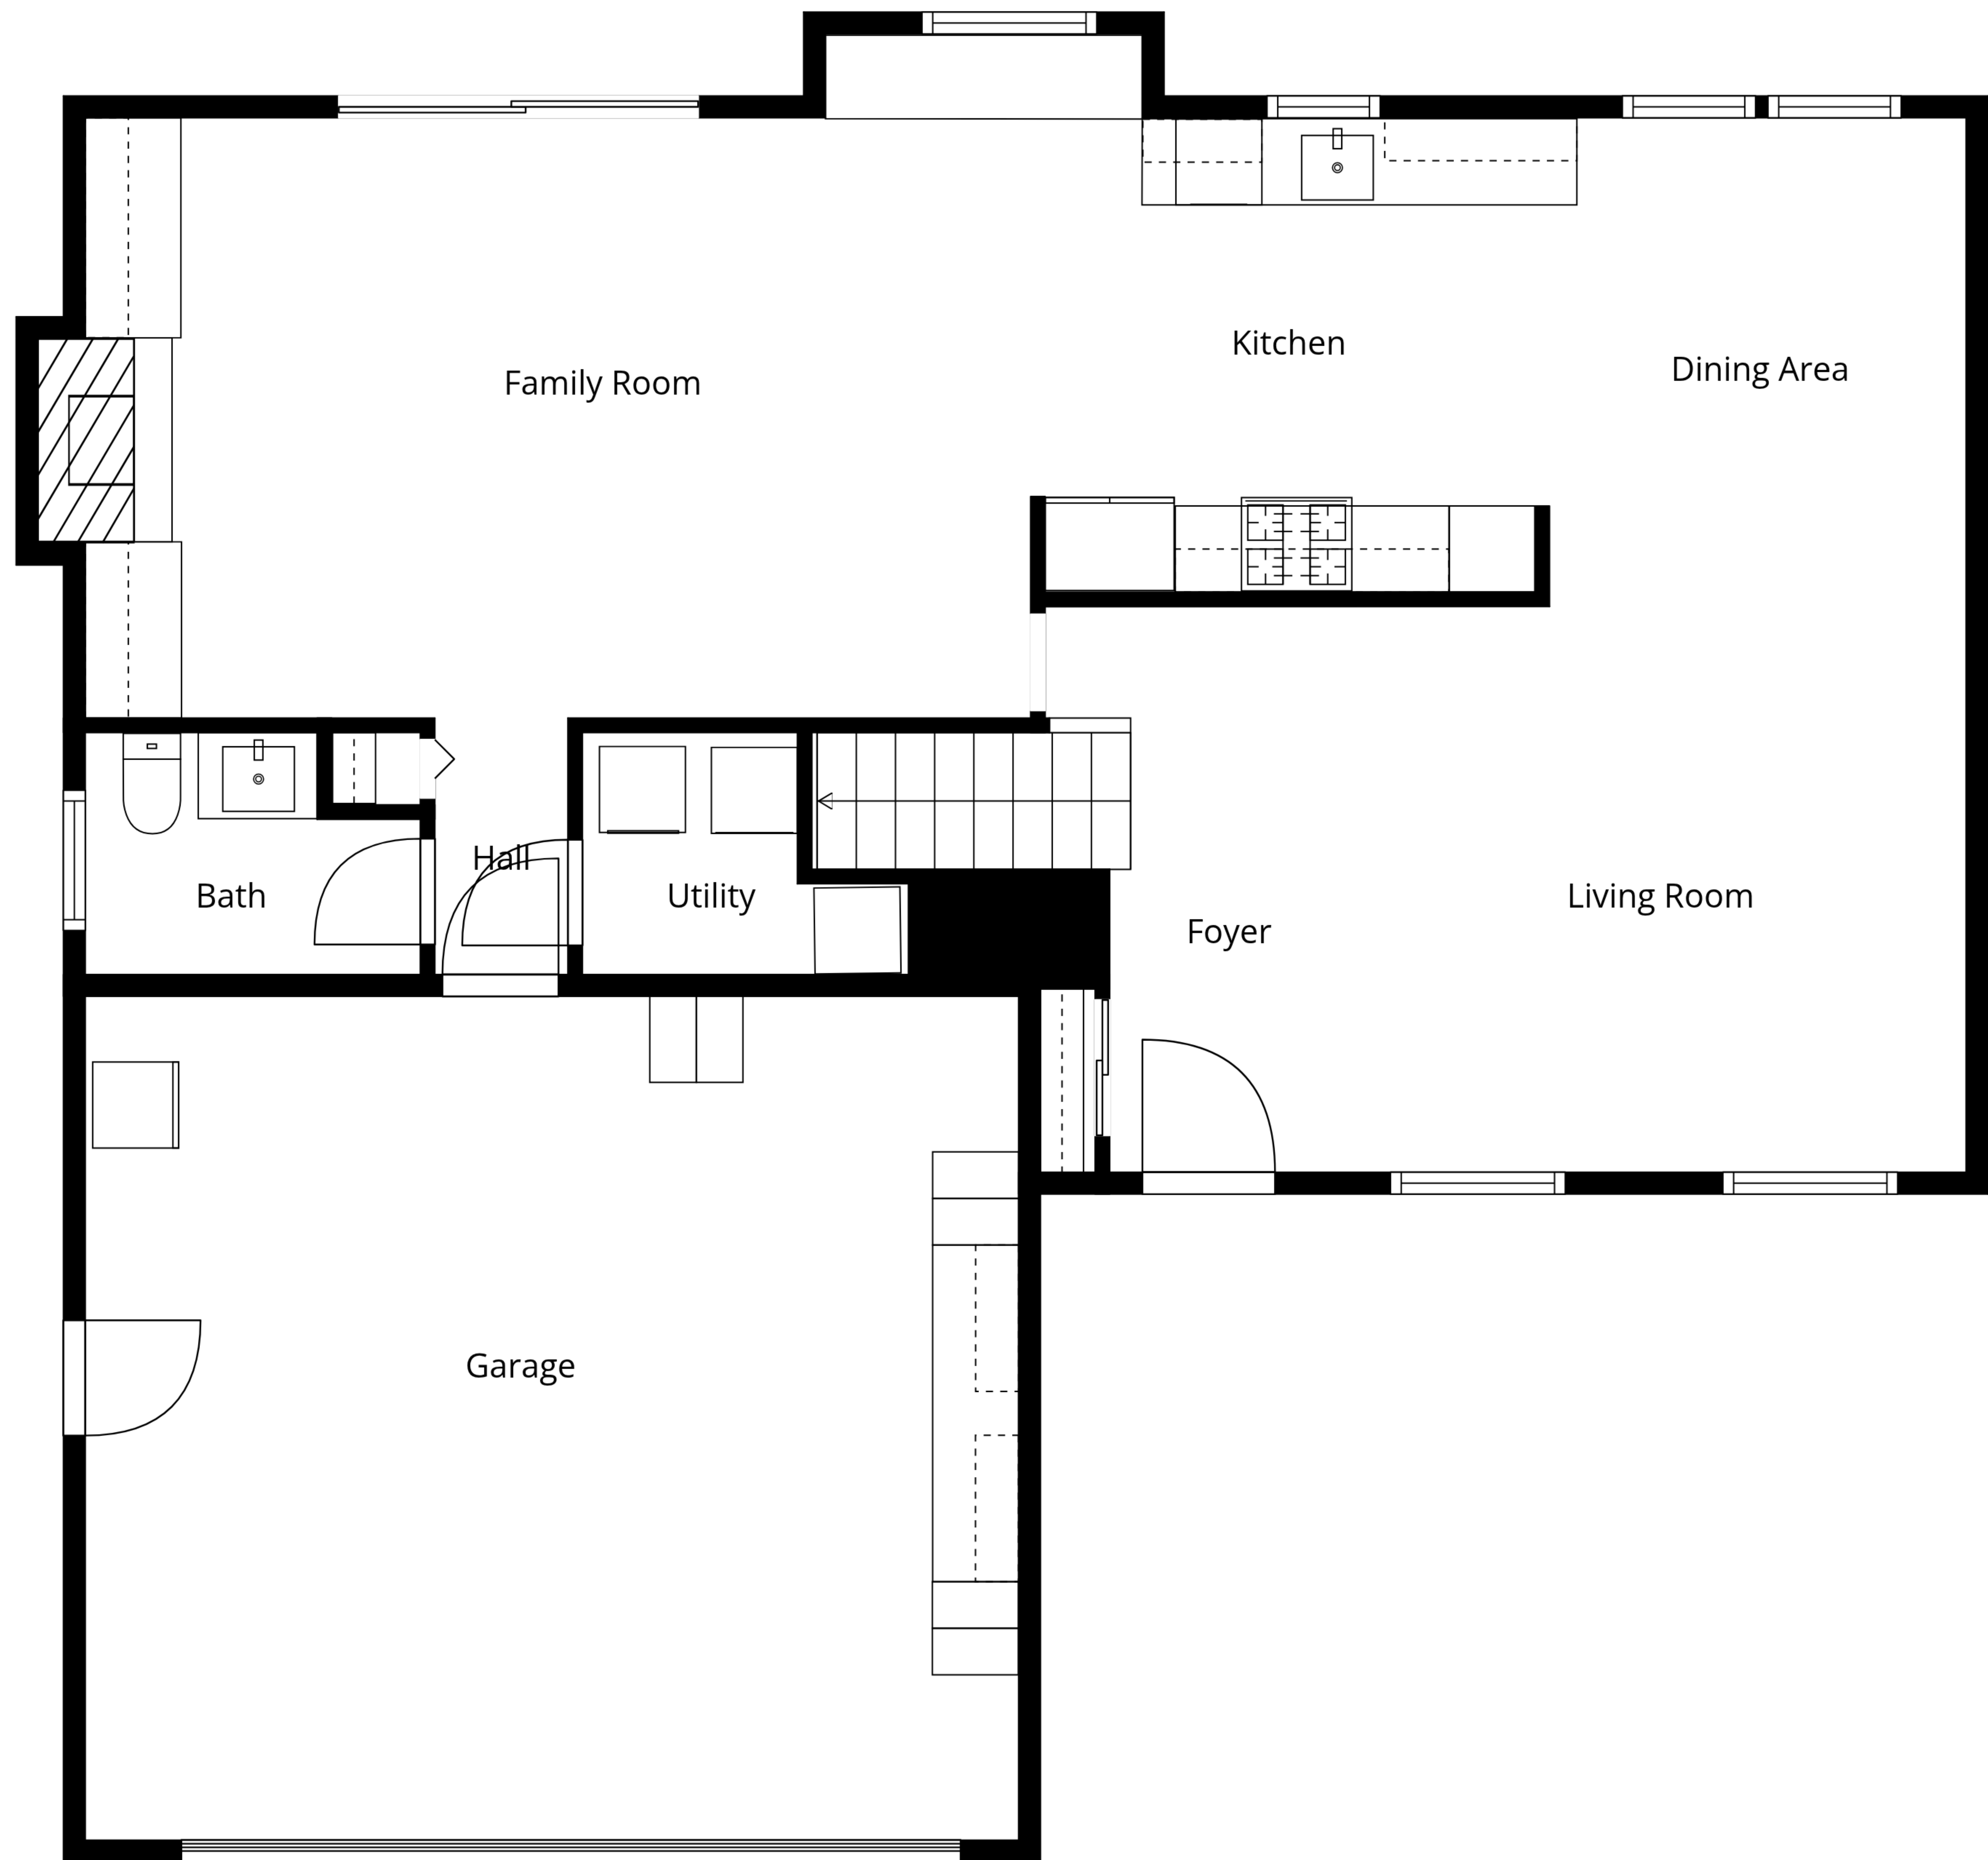 Kitchen
Family Room
Dining Area
Hall
Bath
Utility
Living Room
Foyer
Garage